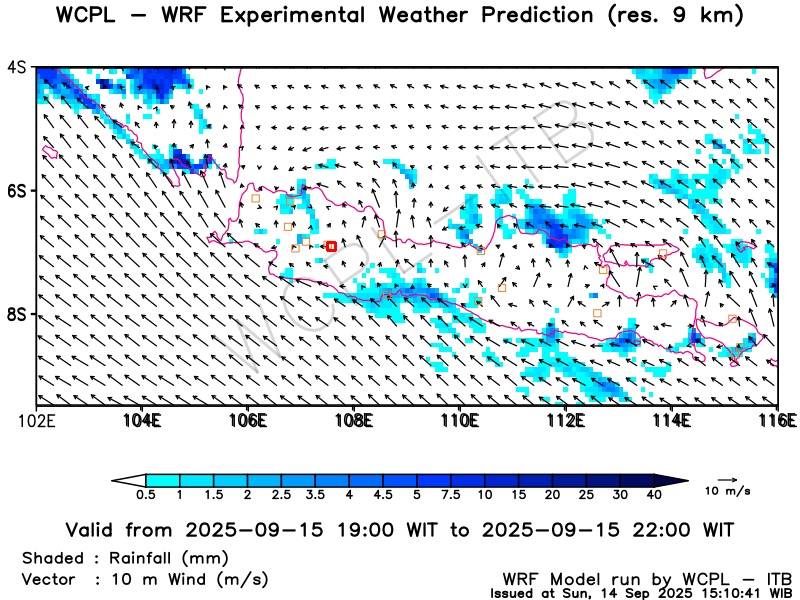 WCPL – WRF Experimental Weather Prediction (res. 9 km)
WCPL-ITB
4S
6S
8S
102E 104E 106E 108E 110E 112E 114E 116E
0.5 1 1.5 2 2.5 3.5 4 4.5 5 7.5 10 15 20 25 30 40
10 m/s
Valid from 2025-09-15 19:00 WIT to 2025-09-15 22:00 WIT
Shaded : Rainfall (mm)
Vector : 10 m Wind (m/s)
WRF Model run by WCPL – ITB
Issued at Sun, 14 Sep 2025 15:10:41 WIB